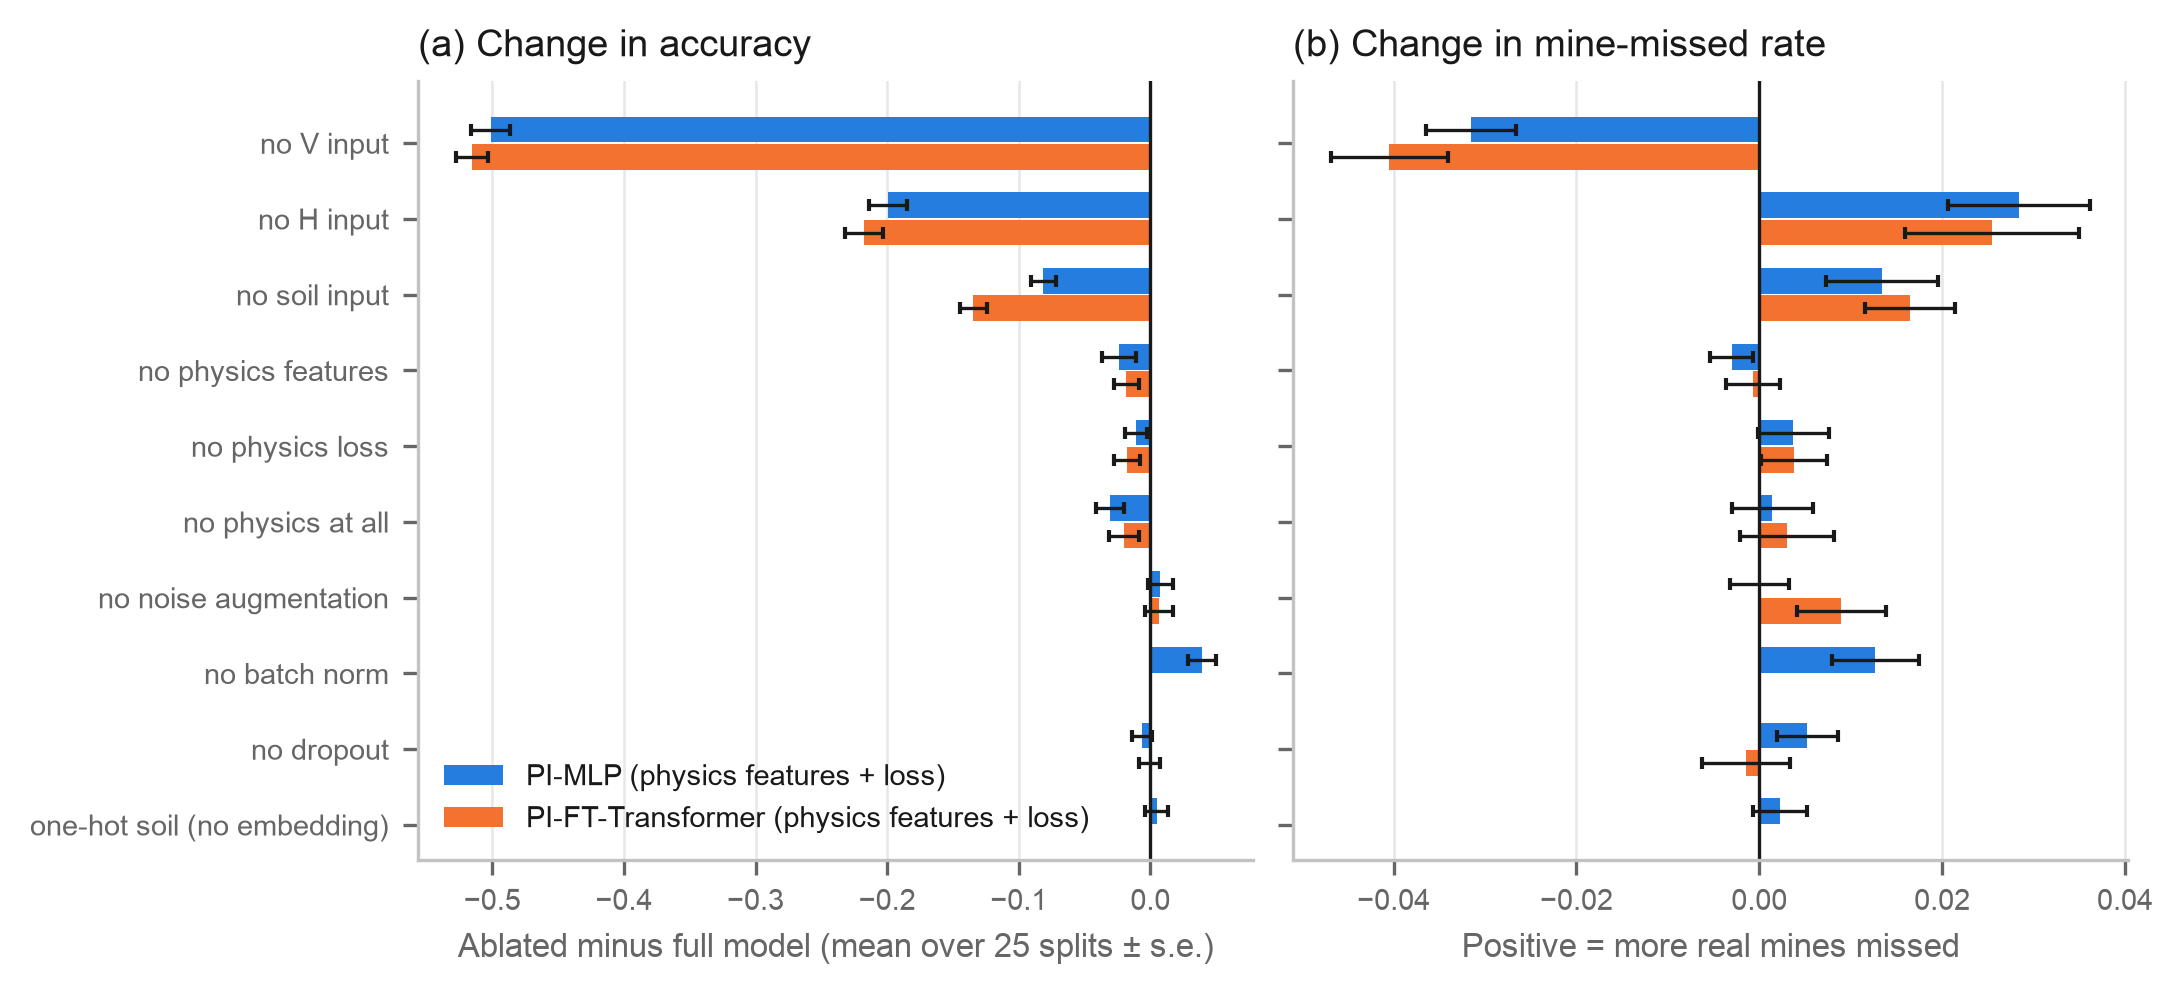 (a) Change in accuracy
(b) Change in mine-missed rate
no V input
no H input
no soil input
no physics features
no physics loss
no physics at all
no noise augmentation
no batch norm
no dropout
one-hot soil (no embedding)
PI-MLP (physics features + loss)
PI-FT-Transformer (physics features + loss)
−0.5 −0.4 −0.3 −0.2 −0.1 0.0
−0.04 −0.02 0.00 0.02 0.04
Ablated minus full model (mean over 25 splits ± s.e.)
Positive = more real mines missed